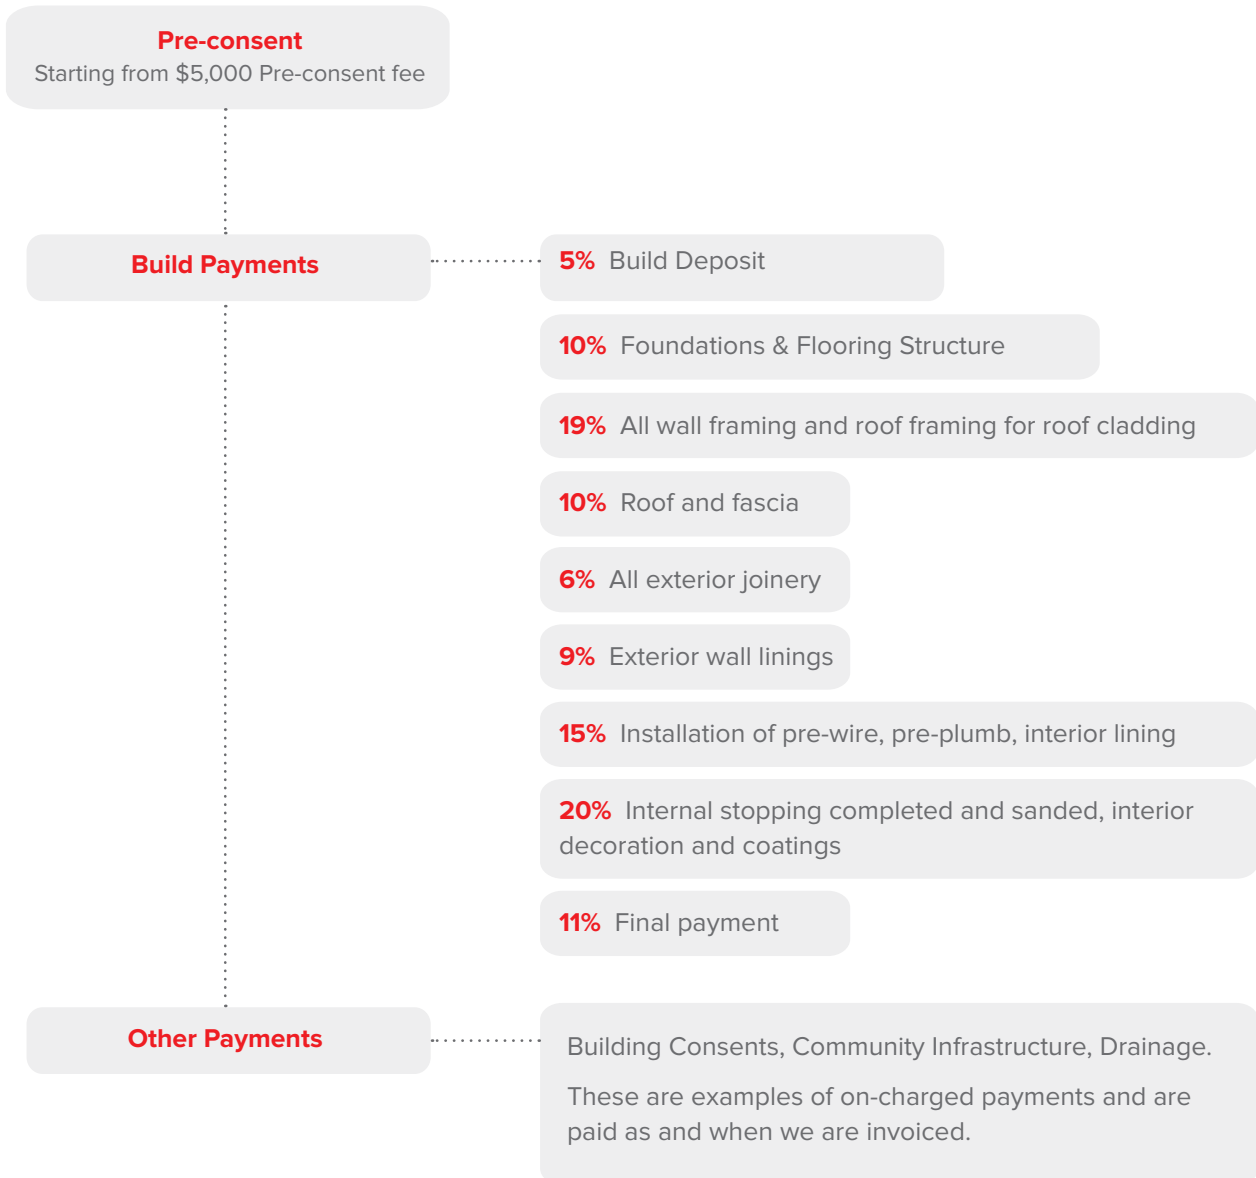 Pre-consent
Starting from $5,000 Pre-consent fee
Build Payments
5% Build Deposit
10% Foundations & Flooring Structure
19% All wall framing and roof framing for roof cladding
10% Roof and fascia
6% All exterior joinery
9% Exterior wall linings
15% Installation of pre-wire, pre-plumb, interior lining
20% Internal stopping completed and sanded, interior
decoration and coatings
11% Final payment
Other Payments
Building Consents, Community Infrastructure, Drainage.
These are examples of on-charged payments and are
paid as and when we are invoiced.